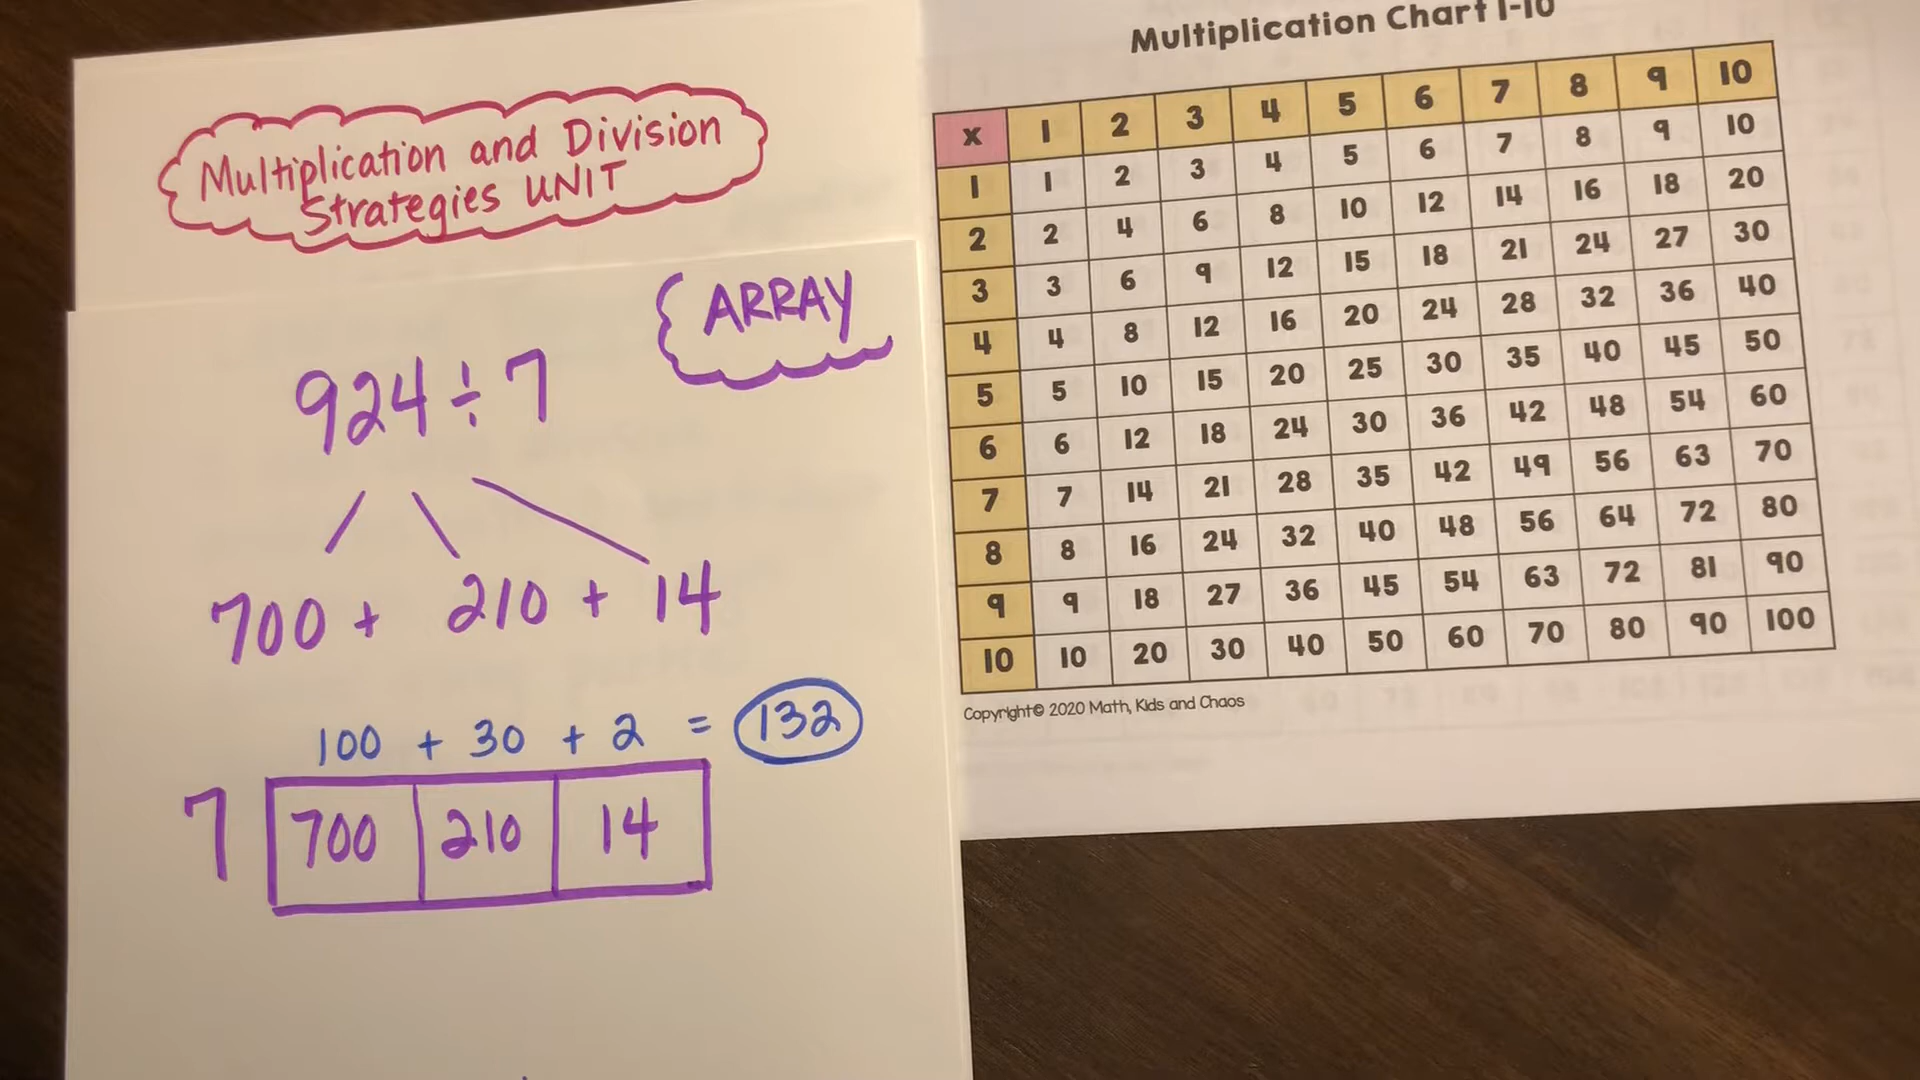 Multiplication and Division
Strategies UNIT
ARRAY
924÷7
700 + 210 + 14
100 + 30 + 2 = 132
7 700 210 14
Multiplication Chart 1-10
x 1 2 3 4 5 6 7 8 9 10
1 1 2 3 4 5 6 7 8 9 10
2 2 4 6 8 10 12 14 16 18 20
3 3 6 9 12 15 18 21 24 27 30
4 4 8 12 16 20 24 28 32 36 40
5 5 10 15 20 25 30 35 40 45 50
6 6 12 18 24 30 36 42 48 54 60
7 7 14 21 28 35 42 49 56 63 70
8 8 16 24 32 40 48 56 64 72 80
9 9 18 27 36 45 54 63 72 81 90
10 10 20 30 40 50 60 70 80 90 100
Copyright© 2020 Math, Kids and Chaos